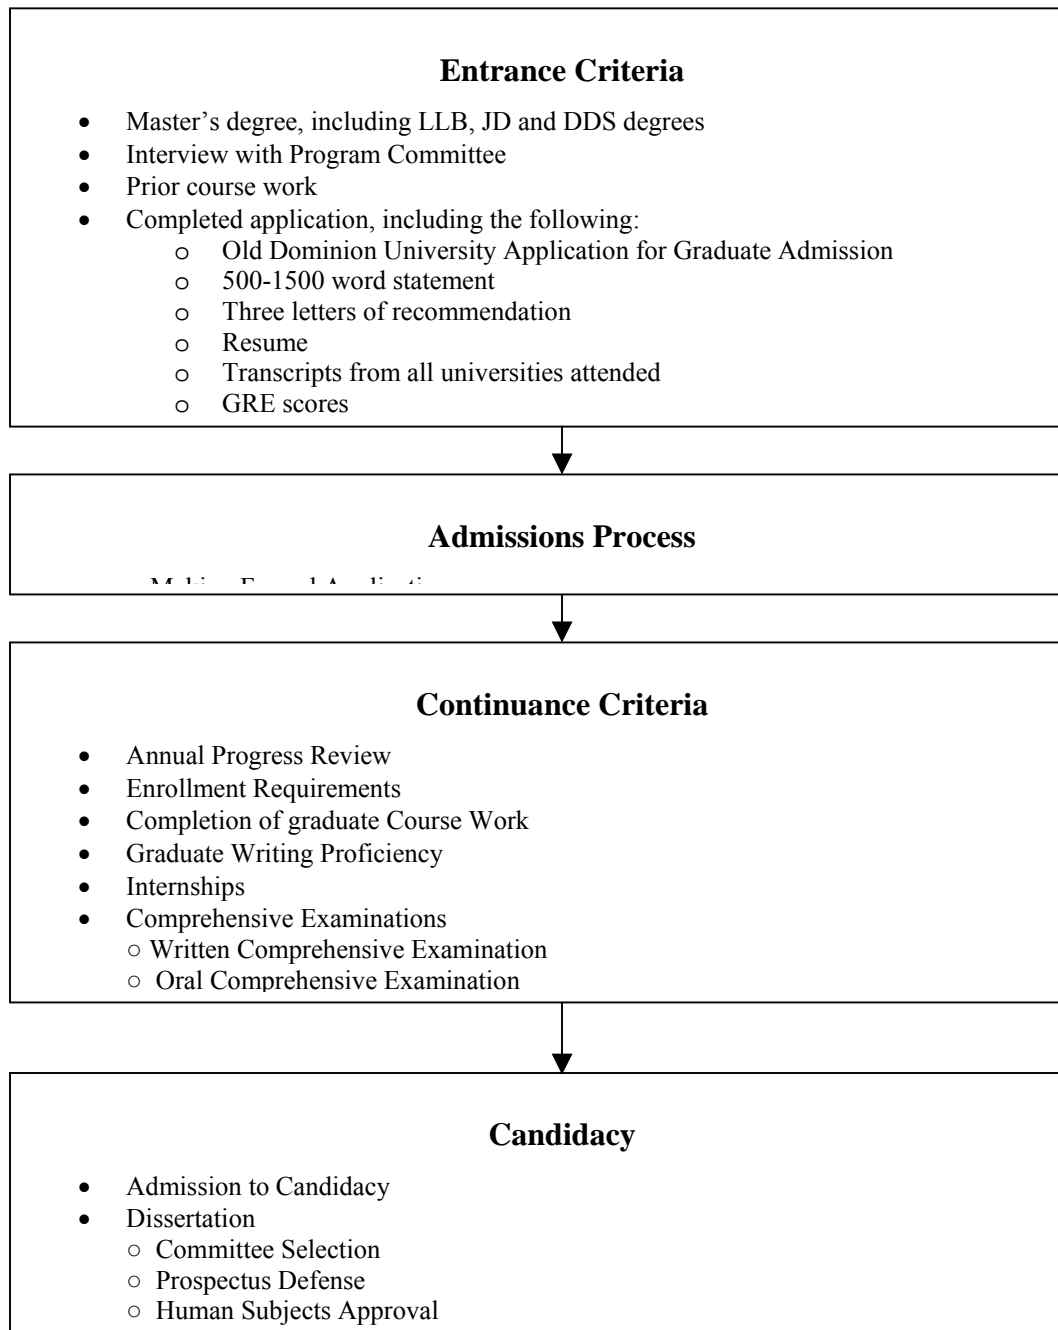 Entrance Criteria
• Master’s degree, including LLB, JD and DDS degrees
• Interview with Program Committee
• Prior course work
• Completed application, including the following:
o Old Dominion University Application for Graduate Admission
o 500-1500 word statement
o Three letters of recommendation
o Resume
o Transcripts from all universities attended
o GRE scores
Admissions Process
Continuance Criteria
• Annual Progress Review
• Enrollment Requirements
• Completion of graduate Course Work
• Graduate Writing Proficiency
• Internships
• Comprehensive Examinations
○ Written Comprehensive Examination
○ Oral Comprehensive Examination
Candidacy
• Admission to Candidacy
• Dissertation
○ Committee Selection
○ Prospectus Defense
○ Human Subjects Approval